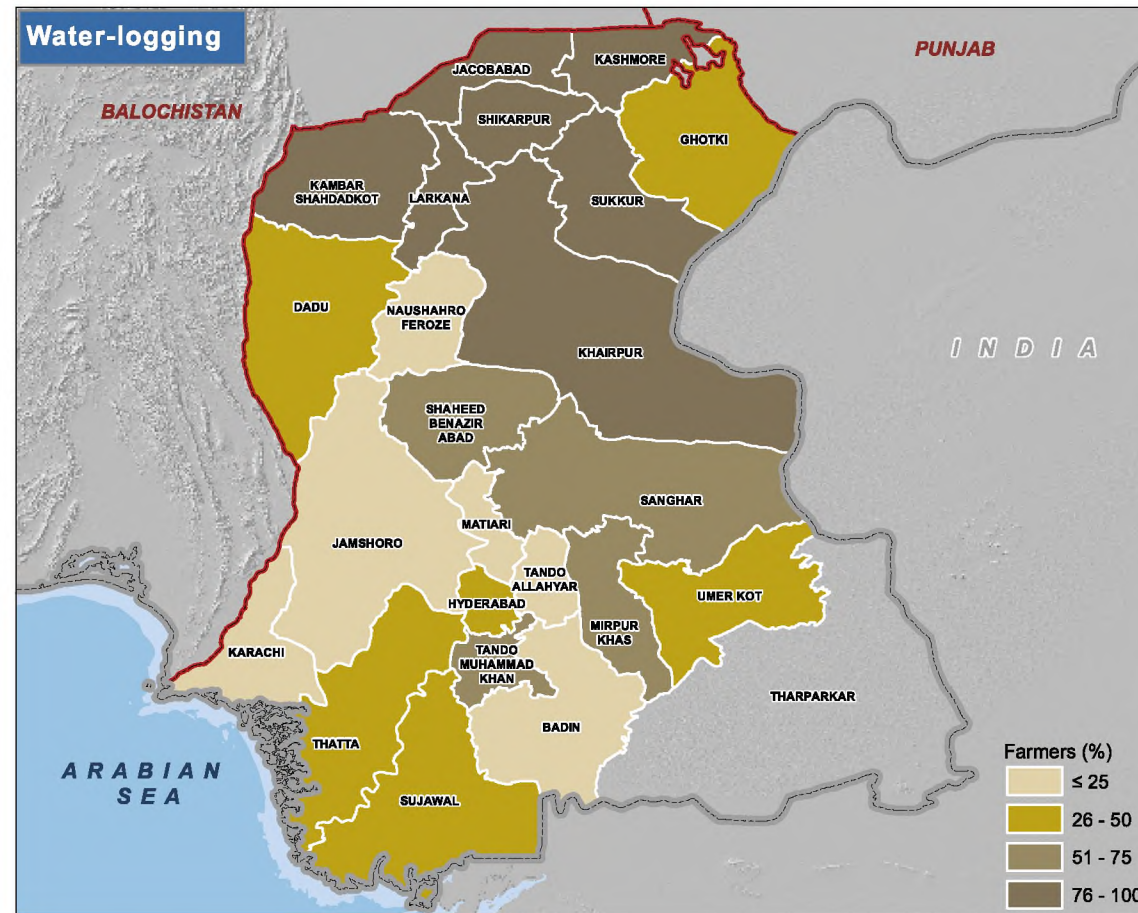 Water-logging
PUNJAB
BALOCHISTAN
JACOBABAD
KASHMORE
SHIKARPUR
GHOTKI
KAMBAR
SHAHDADKOT
LARKANA
SUKKUR
DADU
NAUSHAHRO
FEROZE
KHAIRPUR
INDIA
SHAHEED
BENAZIR
ABAD
SANGHAR
MATIARI
JAMSHORO
TANDO
ALLAHYAR
HYDERABAD
UMER KOT
MIRPUR
KHAS
KARACHI
TANDO
MUHAMMAD
KHAN
THARPARKAR
BADIN
THATTA
SUJAWAL
ARABIAN
SEA
Farmers (%)
≤ 25
26 - 50
51 - 75
76 - 100